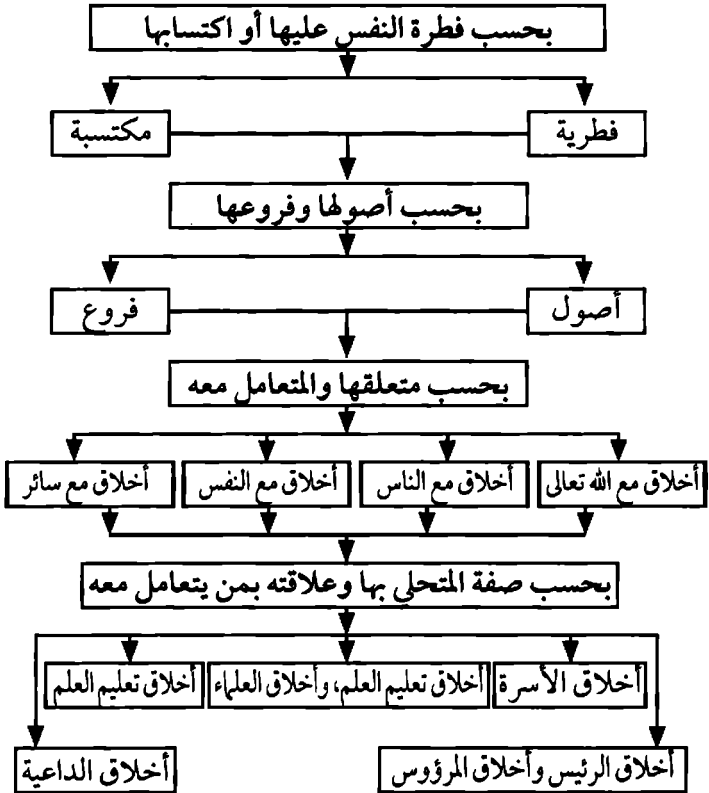 بحسب فطرة النفس عليها أو اكتسابها
فطرية
مكتسبة
بحسب أصولها وفروعها
أصول
فروع
بحسب متعلقها والمتعامل معه
أخلاق مع الله تعالى
أخلاق مع الناس
أخلاق مع النفس
أخلاق مع سائر
بحسب صفة المتحلي بها وعلاقته بمن يتعامل معه
أخلاق الأسرة
أخلاق تعليم العلم، وأخلاق العلماء
أخلاق تعليم العلم
أخلاق الرئيس وأخلاق المرؤوس
أخلاق الداعية